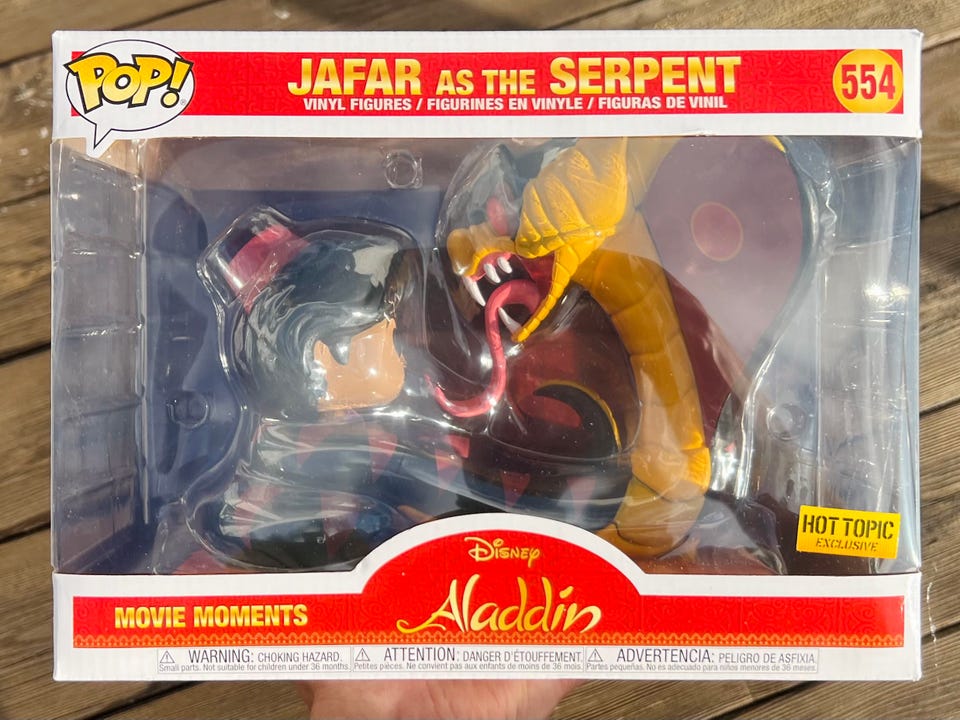 POP!
JAFAR AS THE SERPENT
VINYL FIGURES / FIGURINES EN VINYLE / FIGURAS DE VINIL
554
HOT TOPIC
EXCLUSIVE
Disney
Aladdin
MOVIE MOMENTS
WARNING: CHOKING HAZARD.
Small parts. Not suitable for children under 36 months.
ATTENTION: DANGER D'ÉTOUFFEMENT.
Petites pièces. Ne convient pas aux enfants de moins de 36 mois.
ADVERTENCIA: PELIGRO DE ASFIXIA
Partes pequeñas. No es adecuado para niños menores de 36 meses.